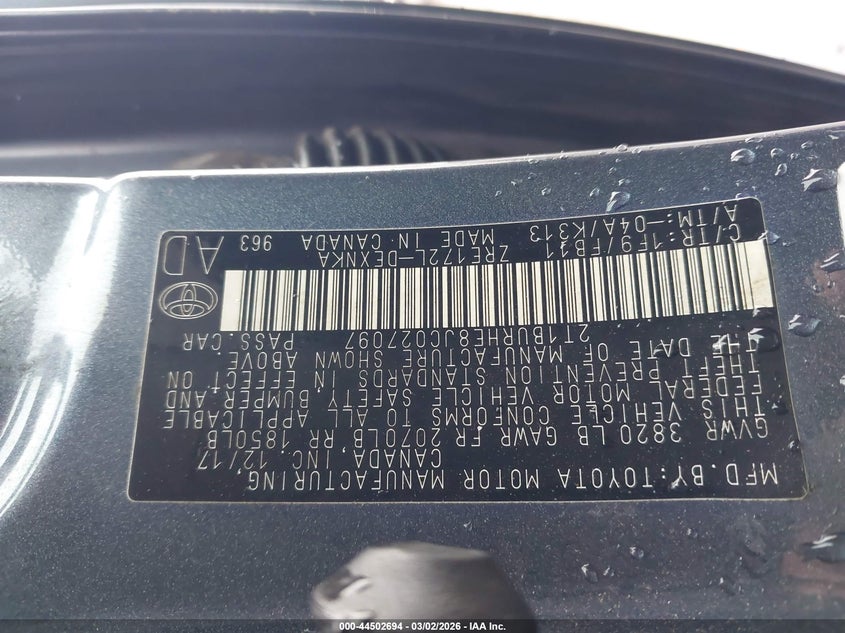 MFD. BY: TOYOTA MOTOR MANUFACTURING
CANADA, INC. 12/17
GVWR 3820 LB GAWR FR 2070LB RR 1850LB
THIS VEHICLE CONFORMS TO ALL APPLICABLE
FEDERAL MOTOR VEHICLE SAFETY BUMPER AND
THEFT PREVENTION STANDARDS IN EFFECT ON
THE DATE OF MANUFACTURE SHOWN ABOVE
2T1BURHE8JC027097 PASS. CAR
C/TR:1F9/FB11 ZRE172L-DEXNKA
A/TM:-04A/K313 MADE IN CANADA 963
AD
000-44502694 | 03/02/2026 | IAA Inc.